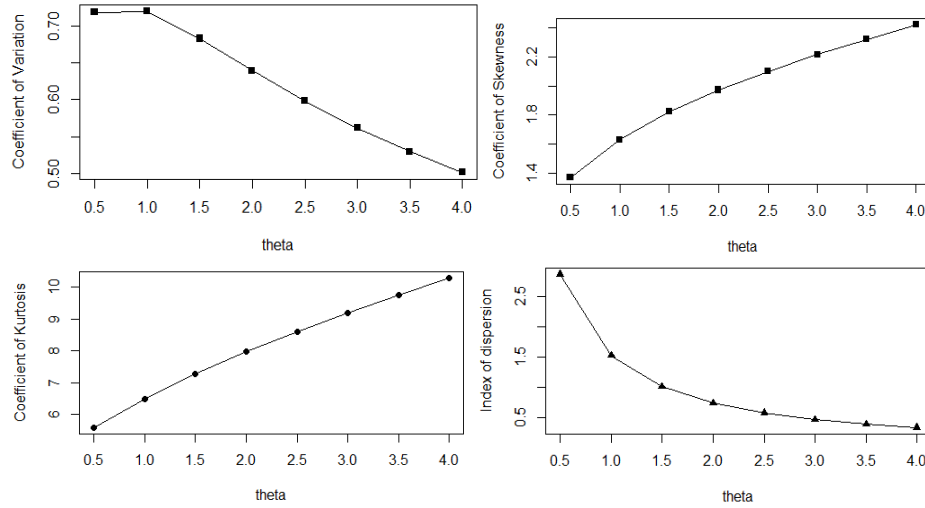 Coefficient of Variation
0.70
0.60
0.50
0.5 1.0 1.5 2.0 2.5 3.0 3.5 4.0
theta
Coefficient of Skewness
2.2
1.8
1.4
0.5 1.0 1.5 2.0 2.5 3.0 3.5 4.0
theta
Coefficient of Kurtosis
10
9
8
7
6
0.5 1.0 1.5 2.0 2.5 3.0 3.5 4.0
theta
Index of dispersion
2.5
1.5
0.5
0.5 1.0 1.5 2.0 2.5 3.0 3.5 4.0
theta